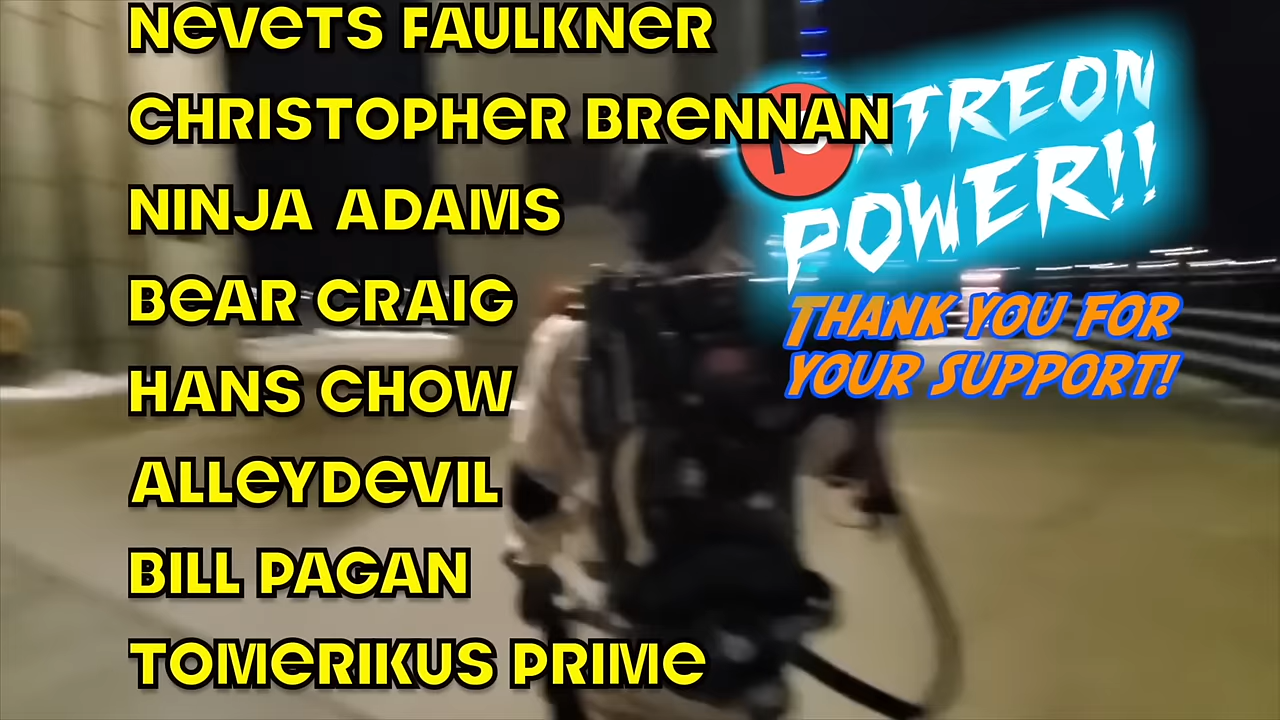 NEVETS FAULKNER
CHRISTOPHER BRENNAN
NINJA ADAMS
BEAR CRAIG
HANS CHOW
ALLEYDEVIL
BILL PAGAN
TOMERIKUS PRIME
PATREON
POWER!!
THANK YOU FOR
YOUR SUPPORT!